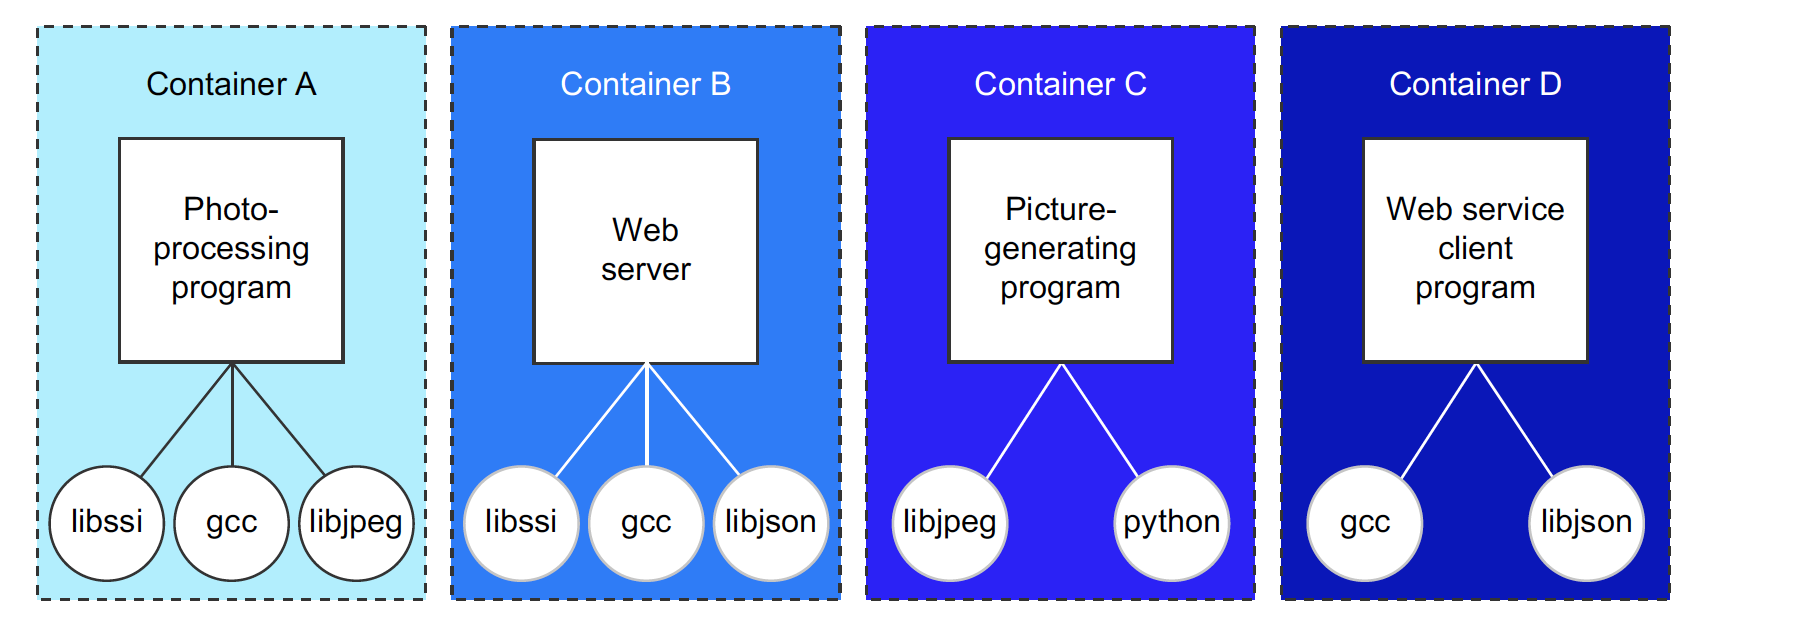 Container A
Photo-
processing
program
libssi
gcc
libjpeg
Container B
Web
server
libssi
gcc
libjson
Container C
Picture-
generating
program
libjpeg
python
Container D
Web service
client
program
gcc
libjson